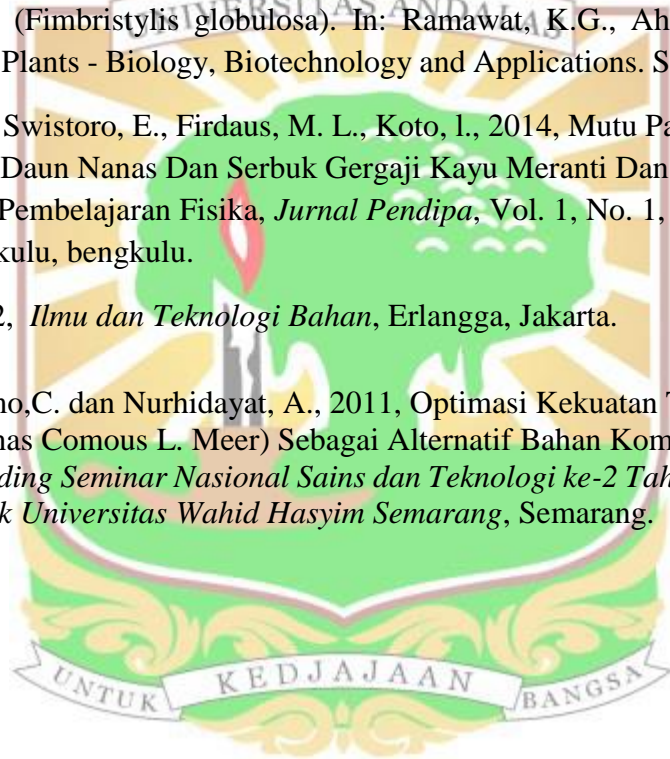 UNIVERSITAS ANDALAS
(Fimbristylis globulosa). In: Ramawat, K.G., Ah
Plants - Biology, Biotechnology and Applications. S
Swistoro, E., Firdaus, M. L., Koto, l., 2014, Mutu Pa
Daun Nanas Dan Serbuk Gergaji Kayu Meranti Dan
Pembelajaran Fisika, Jurnal Pendipa, Vol. 1, No. 1,
kulu, bengkulu.
2, Ilmu dan Teknologi Bahan, Erlangga, Jakarta.
no,C. dan Nurhidayat, A., 2011, Optimasi Kekuatan T
nas Comous L. Meer) Sebagai Alternatif Bahan Kom
ding Seminar Nasional Sains dan Teknologi ke-2 Tah
k Universitas Wahid Hasyim Semarang, Semarang.
UNTUK KEDJAJAAN BANGSA